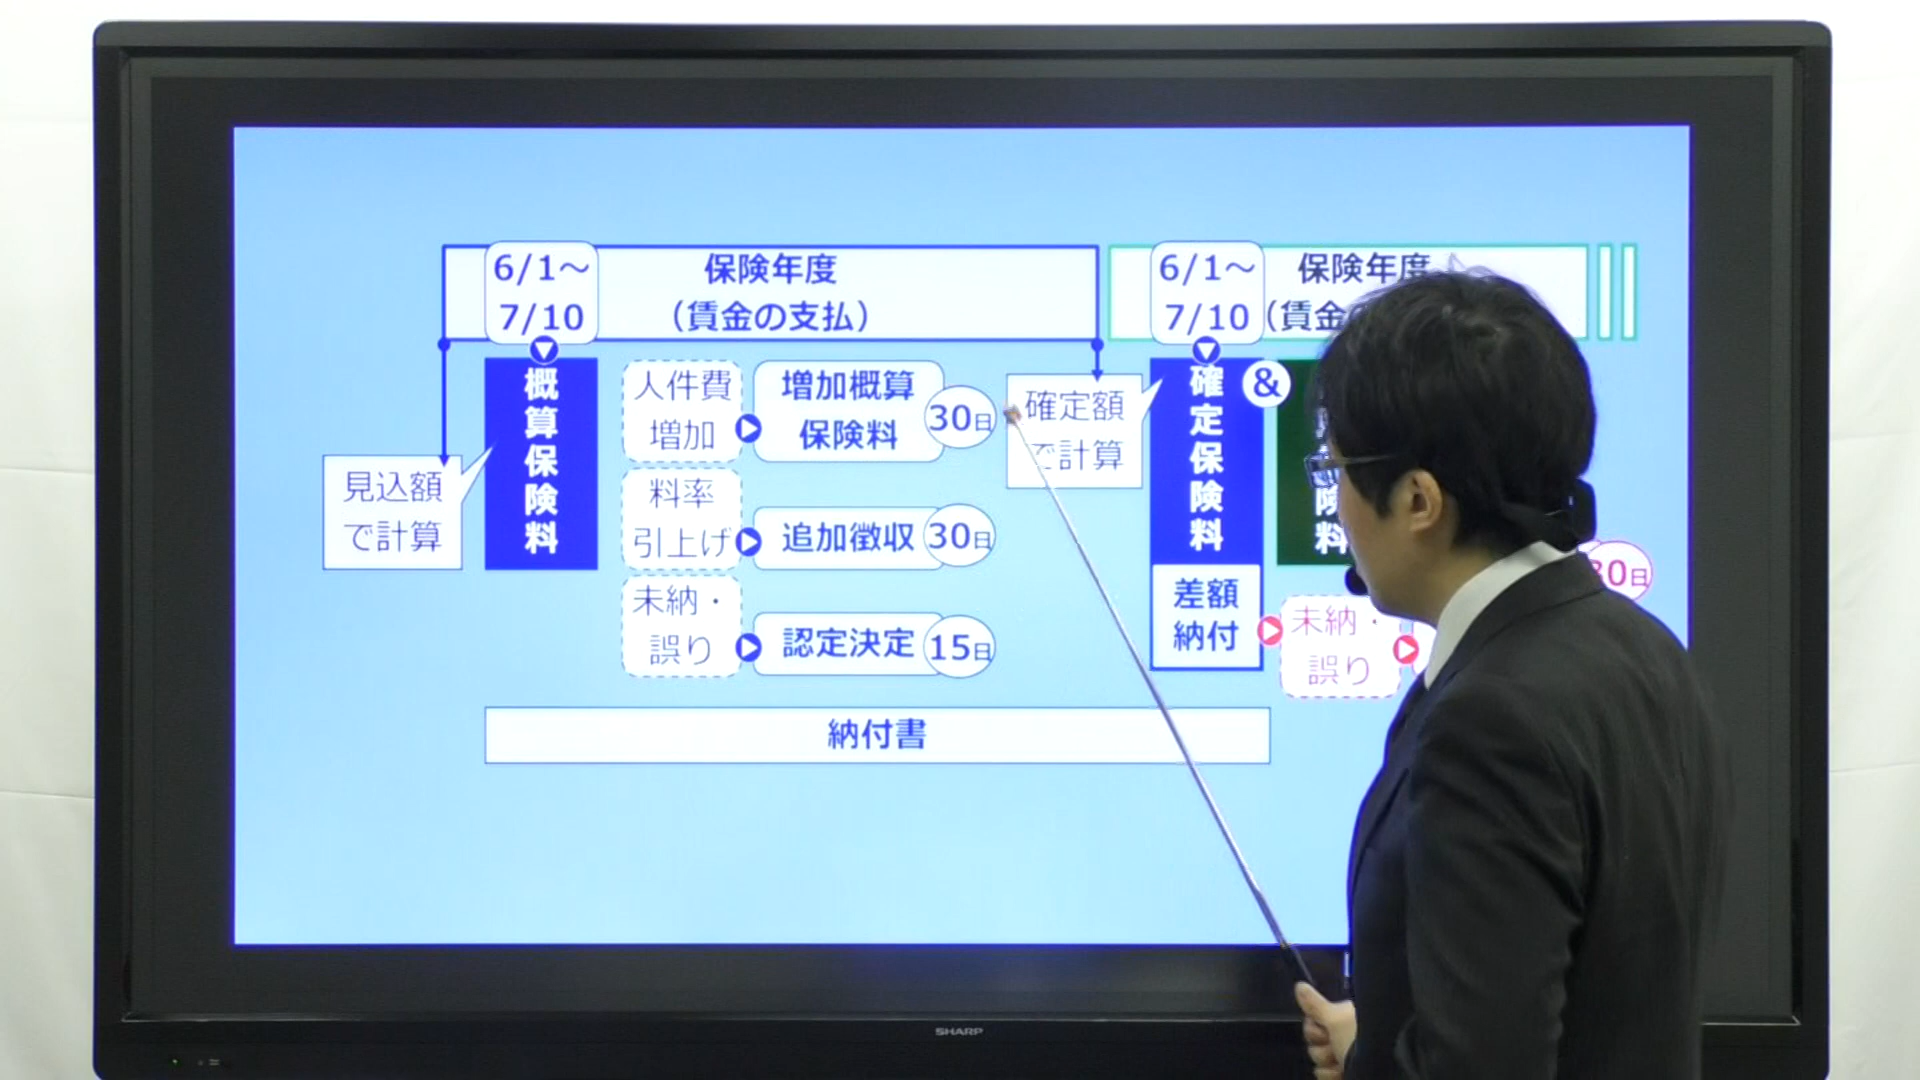 6/1～
7/10
保険年度
（賃金の支払）
6/1～
7/10
保険年度
（賃金
概算保険料
見込額
で計算
人件費
増加
増加概算
保険料
30日
料率
引上げ
追加徴収
30日
未納・
誤り
認定決定
15日
確定額
で計算
確定保険料
&
険料
差額
納付
未納・
誤り
30日
納付書
SHARP